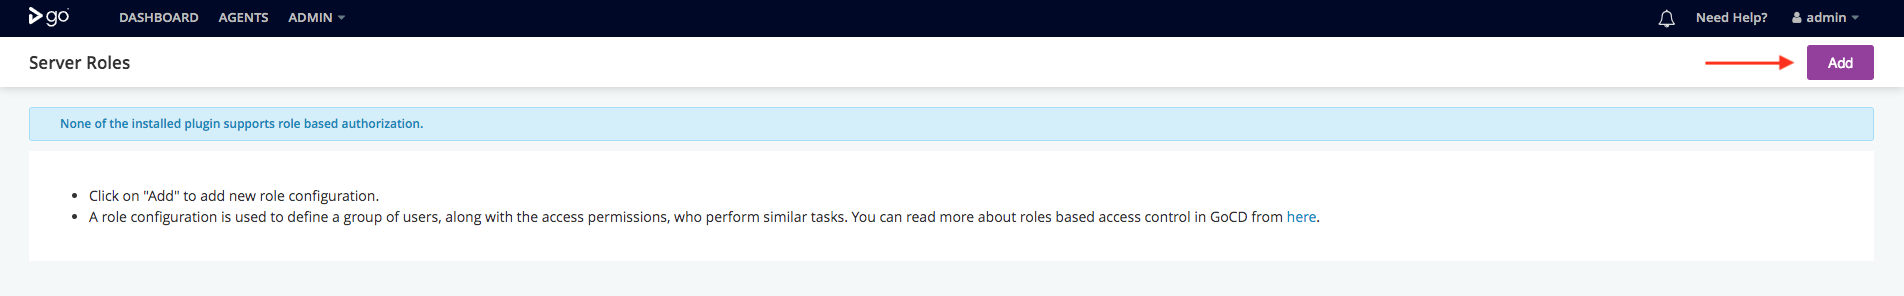 go DASHBOARD AGENTS ADMIN Need Help? admin
Server Roles Add
None of the installed plugin supports role based authorization.
• Click on "Add" to add new role configuration.
• A role configuration is used to define a group of users, along with the access permissions, who perform similar tasks. You can read more about roles based access control in GoCD from here.